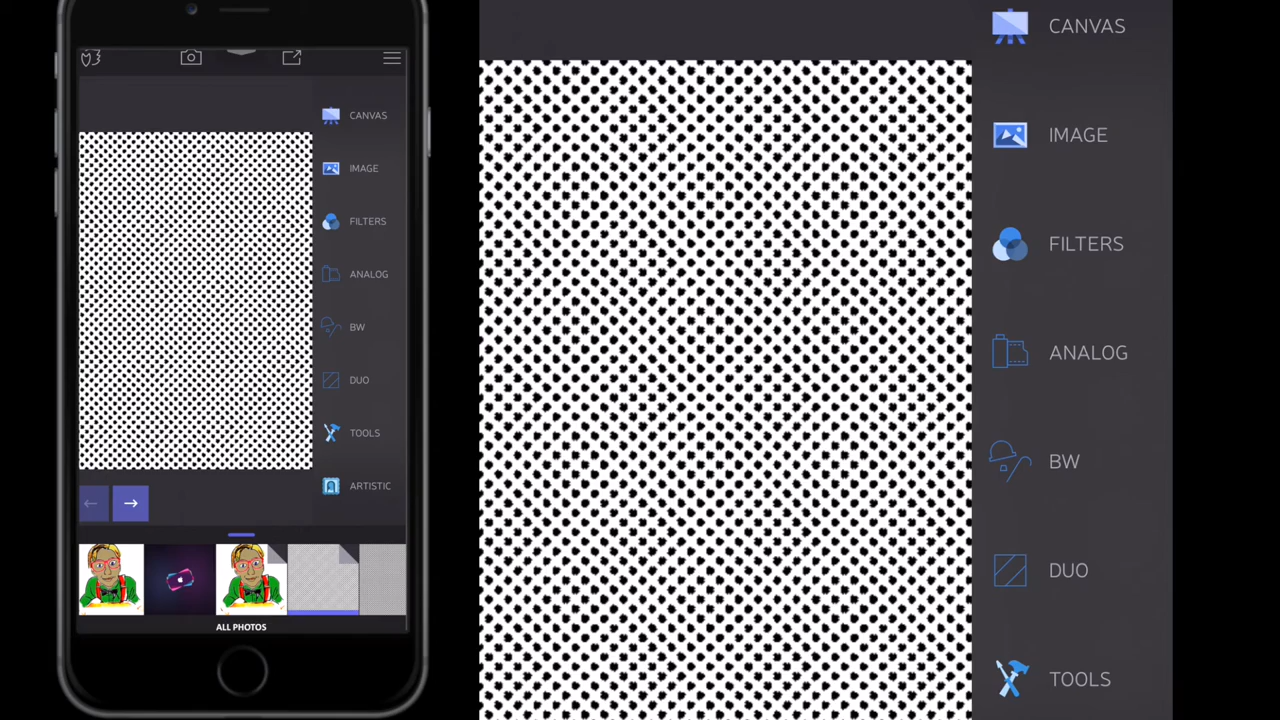 CANVAS
IMAGE
FILTERS
ANALOG
BW
DUO
TOOLS
ARTISTIC
ALL PHOTOS
CANVAS
IMAGE
FILTERS
ANALOG
BW
DUO
TOOLS